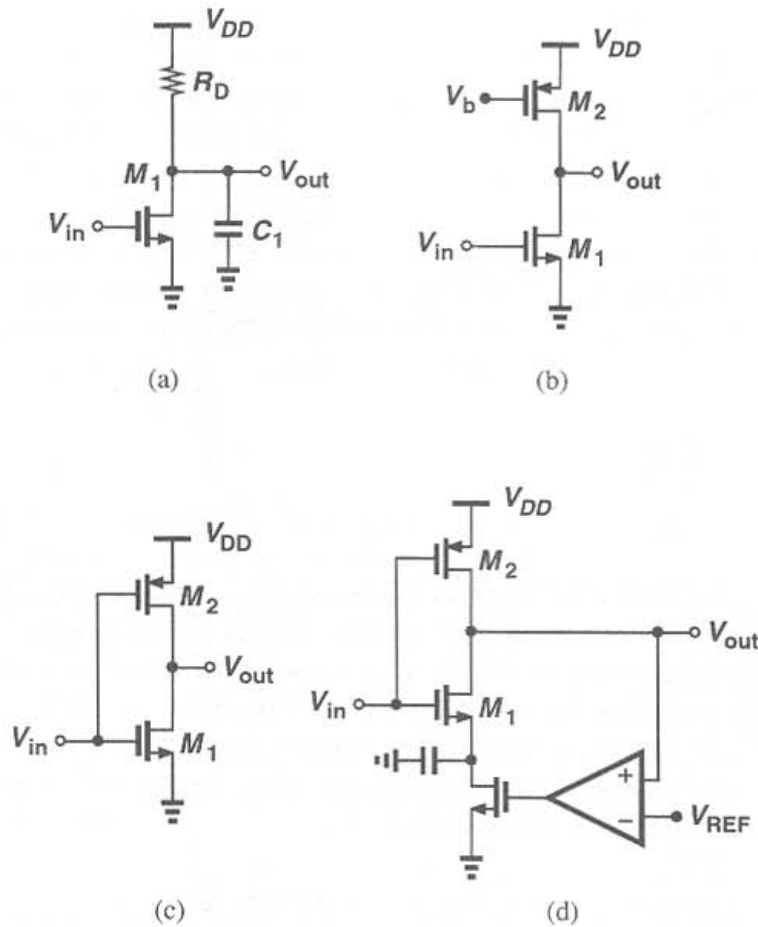 V_DD
R_D
M_1
V_out
V_in
C_1
(a)
V_DD
V_b
M_2
V_out
V_in
M_1
(b)
V_DD
M_2
V_out
V_in
M_1
(c)
V_DD
M_2
V_out
V_in
M_1
+
−
V_REF
(d)